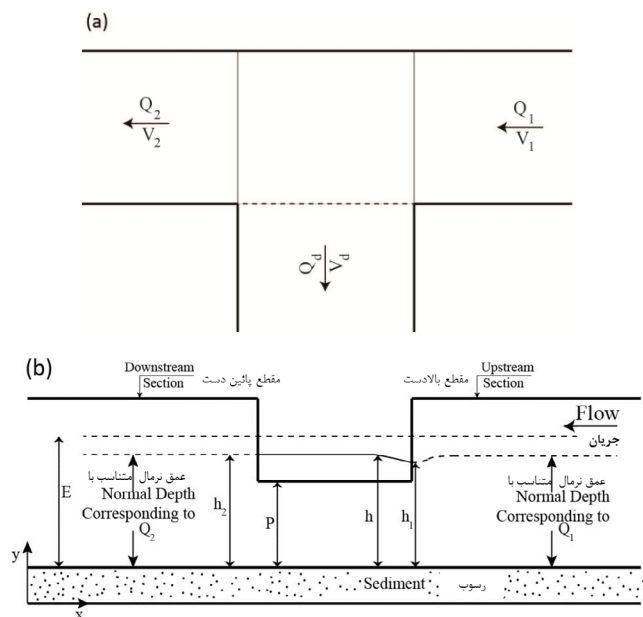 (a)
Q2
V2
Q1
V1
Qd
Vd
(b)
Downstream
Section
مقطع پائین دست
مقطع بالادست
Upstream
Section
Flow
جریان
عمق نرمال متناسب با
Normal Depth
Corresponding to
Q2
عمق نرمال متناسب با
Normal Depth
Corresponding to
Q1
E
h2
P
h
h1
y
Sediment
رسوب
x